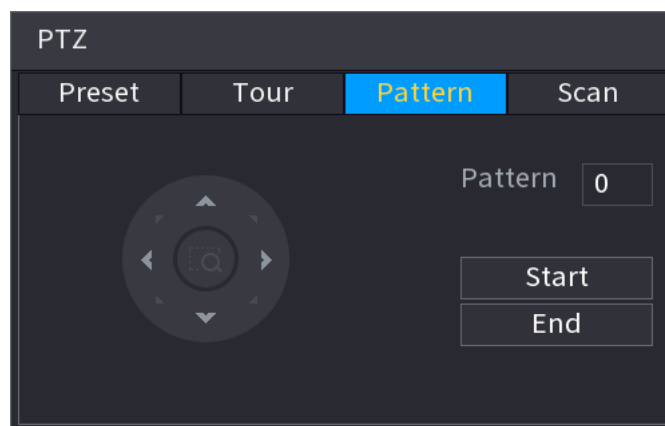 PTZ
Preset Tour Pattern Scan
Pattern 0
Start
End